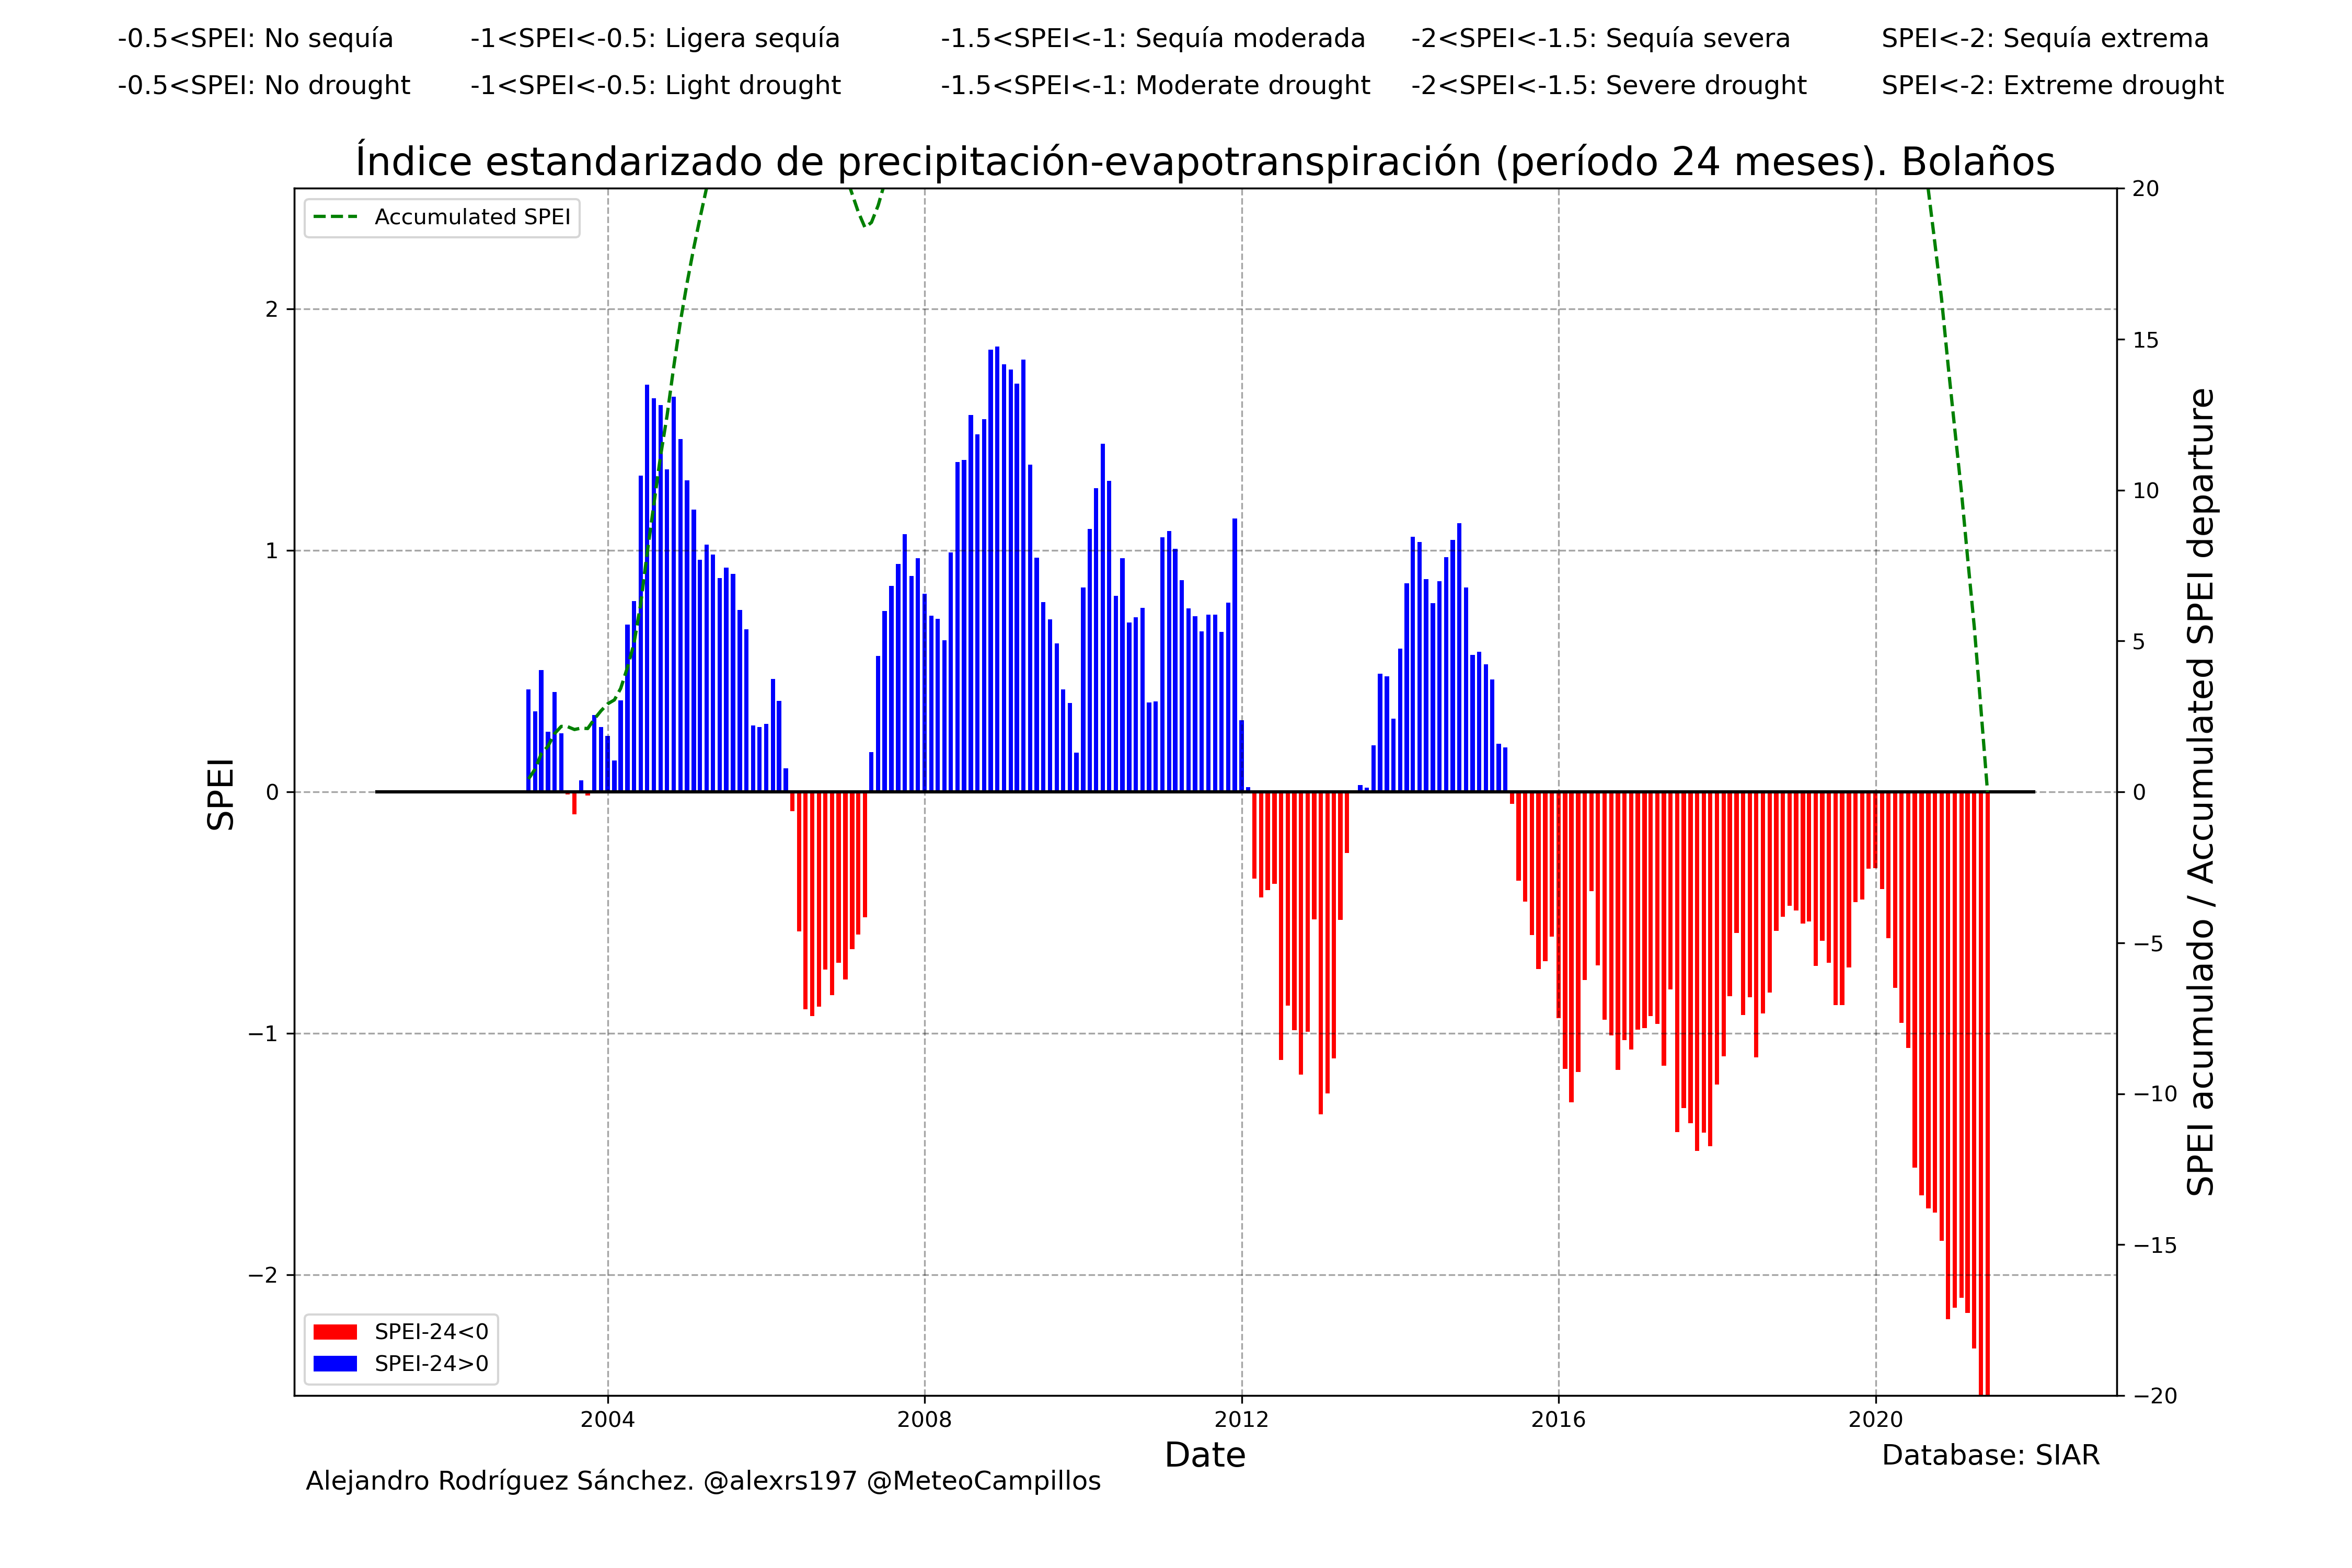 -0.5<SPEI: No sequía -1<SPEI<-0.5: Ligera sequía -1.5<SPEI<-1: Sequía moderada -2<SPEI<-1.5: Sequía severa SPEI<-2: Sequía extrema
-0.5<SPEI: No drought -1<SPEI<-0.5: Light drought -1.5<SPEI<-1: Moderate drought -2<SPEI<-1.5: Severe drought SPEI<-2: Extreme drought
Índice estandarizado de precipitación-evapotranspiración (período 24 meses). Bolaños
Accumulated SPEI
2
1
0
−1
−2
SPEI
20
15
10
5
0
−5
−10
−15
−20
SPEI acumulado / Accumulated SPEI departure
SPEI-24<0
SPEI-24>0
2004 2008 2012 2016 2020
Date
Database: SIAR
Alejandro Rodríguez Sánchez. @alexrs197 @MeteoCampillos